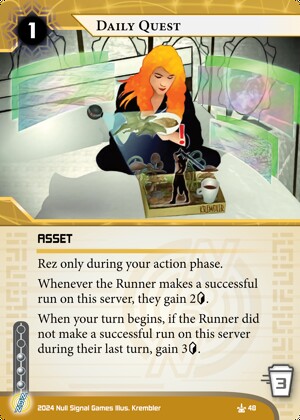 1
DAILY QUEST
KREMBLER
ASSET
Rez only during your action phase.
Whenever the Runner makes a successful
run on this server, they gain 2
When your turn begins, if the Runner did
not make a successful run on this server
during their last turn, gain 3
3
2024 Null Signal Games Illus. Krembler
48